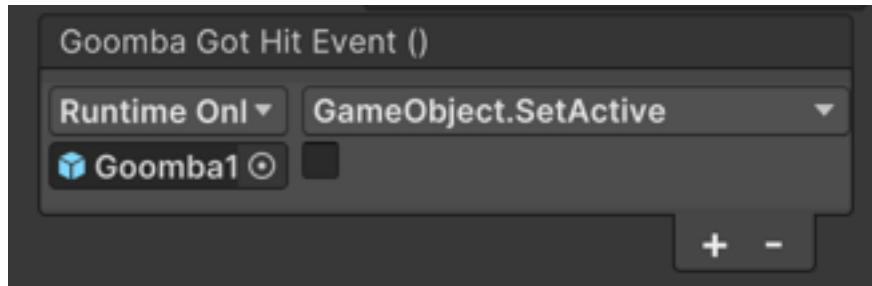 Goomba Got Hit Event ()
Runtime Onl GameObject.SetActive
Goomba1
+ -